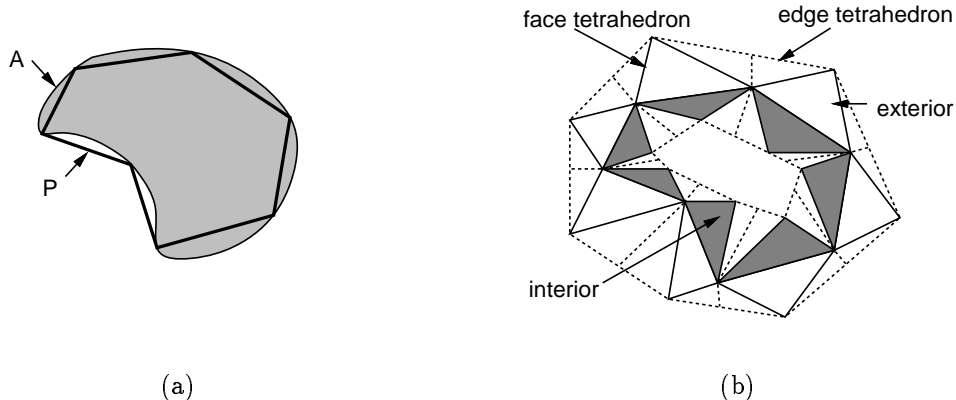 A
P
(a)
face tetrahedron
edge tetrahedron
exterior
interior
(b)